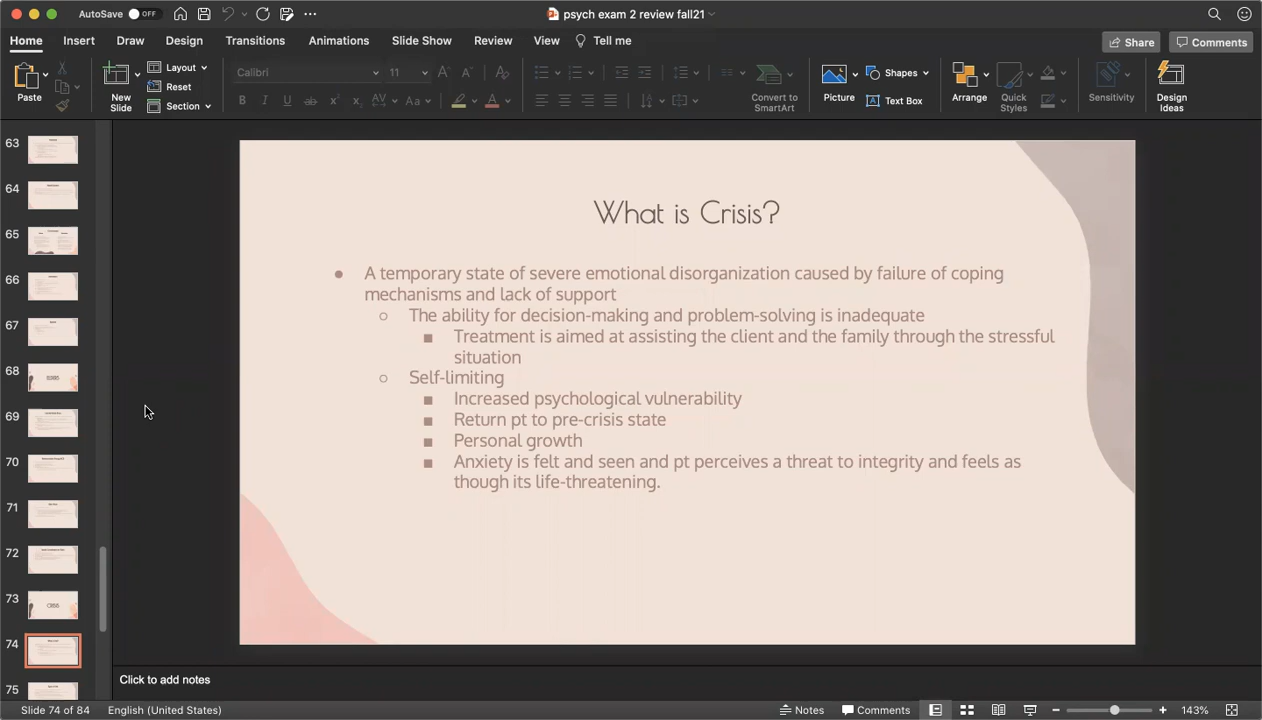 AutoSave OFF psych exam 2 review fall21
Home Insert Draw Design Transitions Animations Slide Show Review View Tell me Share Comments
Paste New Slide Layout Reset Section Calibri 11 Convert to SmartArt Picture Shapes Text Box Arrange Quick Styles Sensitivity Design Ideas
63
64
65
66
67
68
69
70
71
72
73
CRISIS
74
75
What is Crisis?
● A temporary state of severe emotional disorganization caused by failure of coping
mechanisms and lack of support
○ The ability for decision-making and problem-solving is inadequate
■ Treatment is aimed at assisting the client and the family through the stressful
situation
○ Self-limiting
■ Increased psychological vulnerability
■ Return pt to pre-crisis state
■ Personal growth
■ Anxiety is felt and seen and pt perceives a threat to integrity and feels as
though its life-threatening.
Click to add notes
Slide 74 of 84 English (United States) Notes Comments 143%